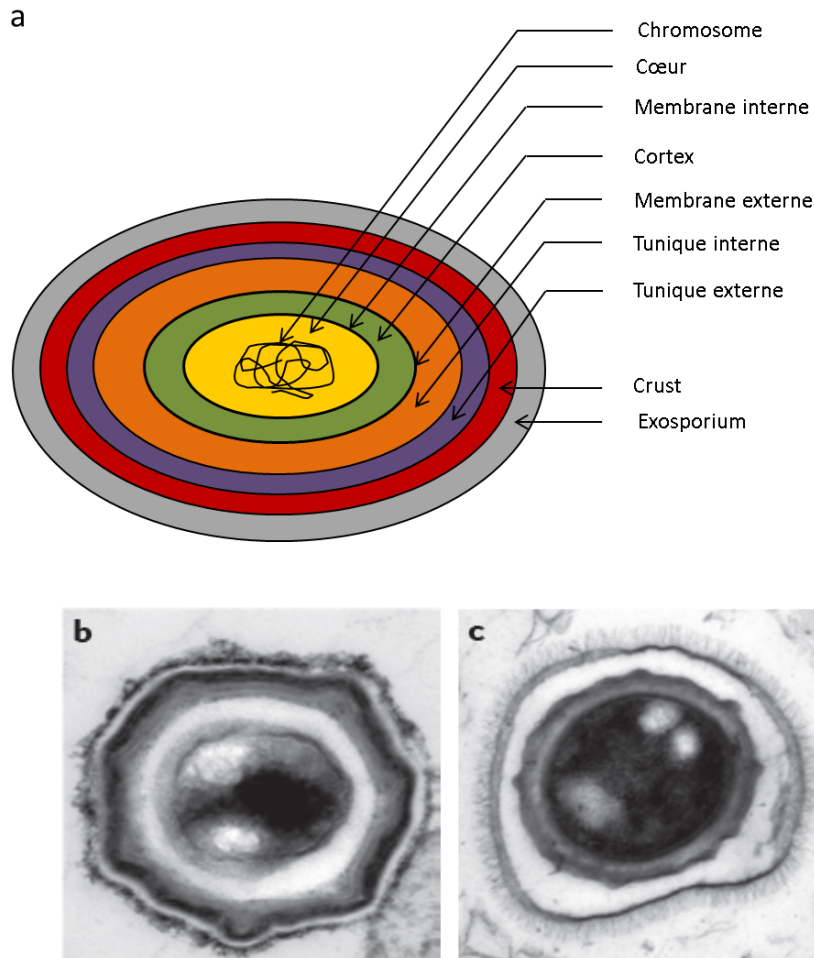 a
Chromosome
Cœur
Membrane interne
Cortex
Membrane externe
Tunique interne
Tunique externe
Crust
Exosporium
b
c